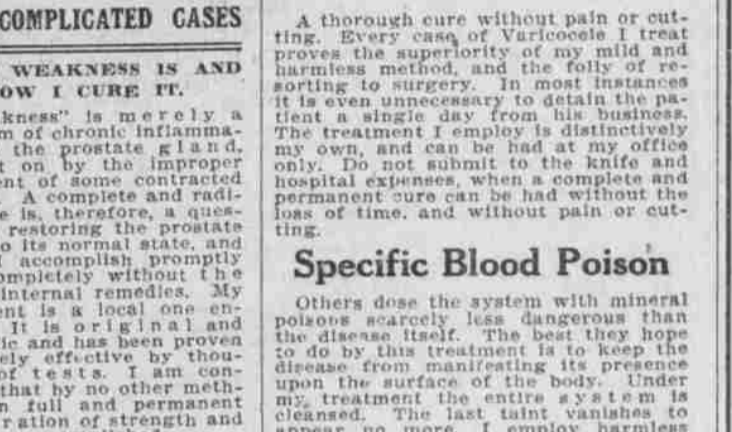 COMPLICATED CASES
WEAKNESS IS AND
OW I CURE IT.
kness" is merely a
m of chronic inflamma-
the prostate gland,
t on by the improper
ent of some contracted
. A complete and radi-
e is, therefore, a ques-
restoring the prostate
o its normal state, and
I accomplish promptly
ompletely without the
internal remedies. My
ent is a local one en-
It is original and
ic and has been proven
ely effective by thou-
of tests. I am con-
that by no other meth-
n full and permanent
ration of strength and
A thorough cure without pain or cut-
ting. Every case of Varicocele I treat
proves the superiority of my mild and
harmless method, and the folly of re-
sorting to surgery. In most instances
it is even unnecessary to detain the pa-
tient a single day from his business.
The treatment I employ is distinctively
my own, and can be had at my office
only. Do not submit to the knife and
hospital expenses, when a complete and
permanent cure can be had without the
loss of time, and without pain or cut-
ting.
Specific Blood Poison
Others dose the system with mineral
poisons scarcely less dangerous than
the disease itself. The best they hope
to do by this treatment is to keep the
disease from manifesting its presence
upon the surface of the body. Under
my treatment the entire system is
cleansed. The last taint vanishes to
appear no more. I employ harmless